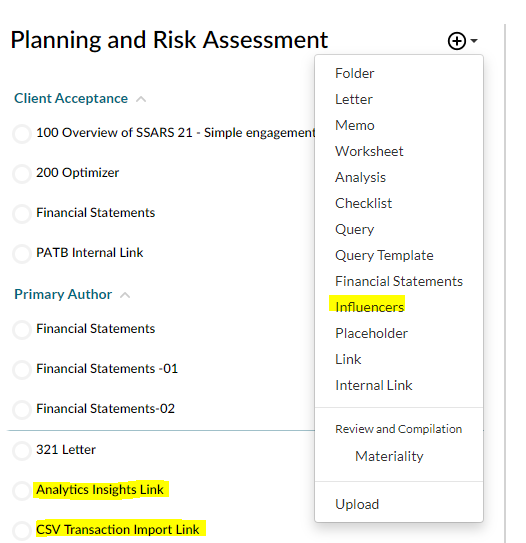 Planning and Risk Assessment
Client Acceptance
100 Overview of SSARS 21 - Simple engagement
200 Optimizer
Financial Statements
PATB Internal Link
Primary Author
Financial Statements
Financial Statements -01
Financial Statements-02
321 Letter
Analytics Insights Link
CSV Transaction Import Link
Folder
Letter
Memo
Worksheet
Analysis
Checklist
Query
Query Template
Financial Statements
Influencers
Placeholder
Link
Internal Link
Review and Compilation
Materiality
Upload